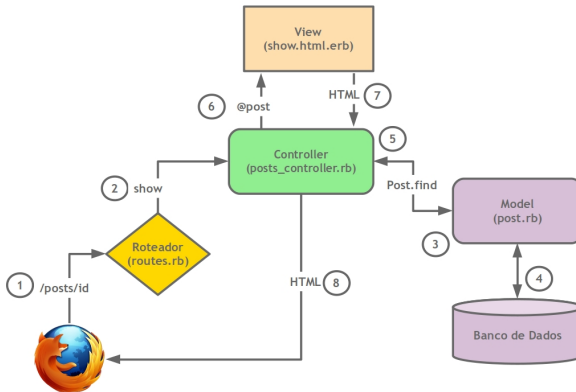 View
(show.html.erb)
6
@post
HTML
7
5
Controller
(posts_controller.rb)
2
show
Post.find
Model
(post.rb)
3
Roteador
(routes.rb)
1
/posts/id
HTML
8
4
Banco de Dados